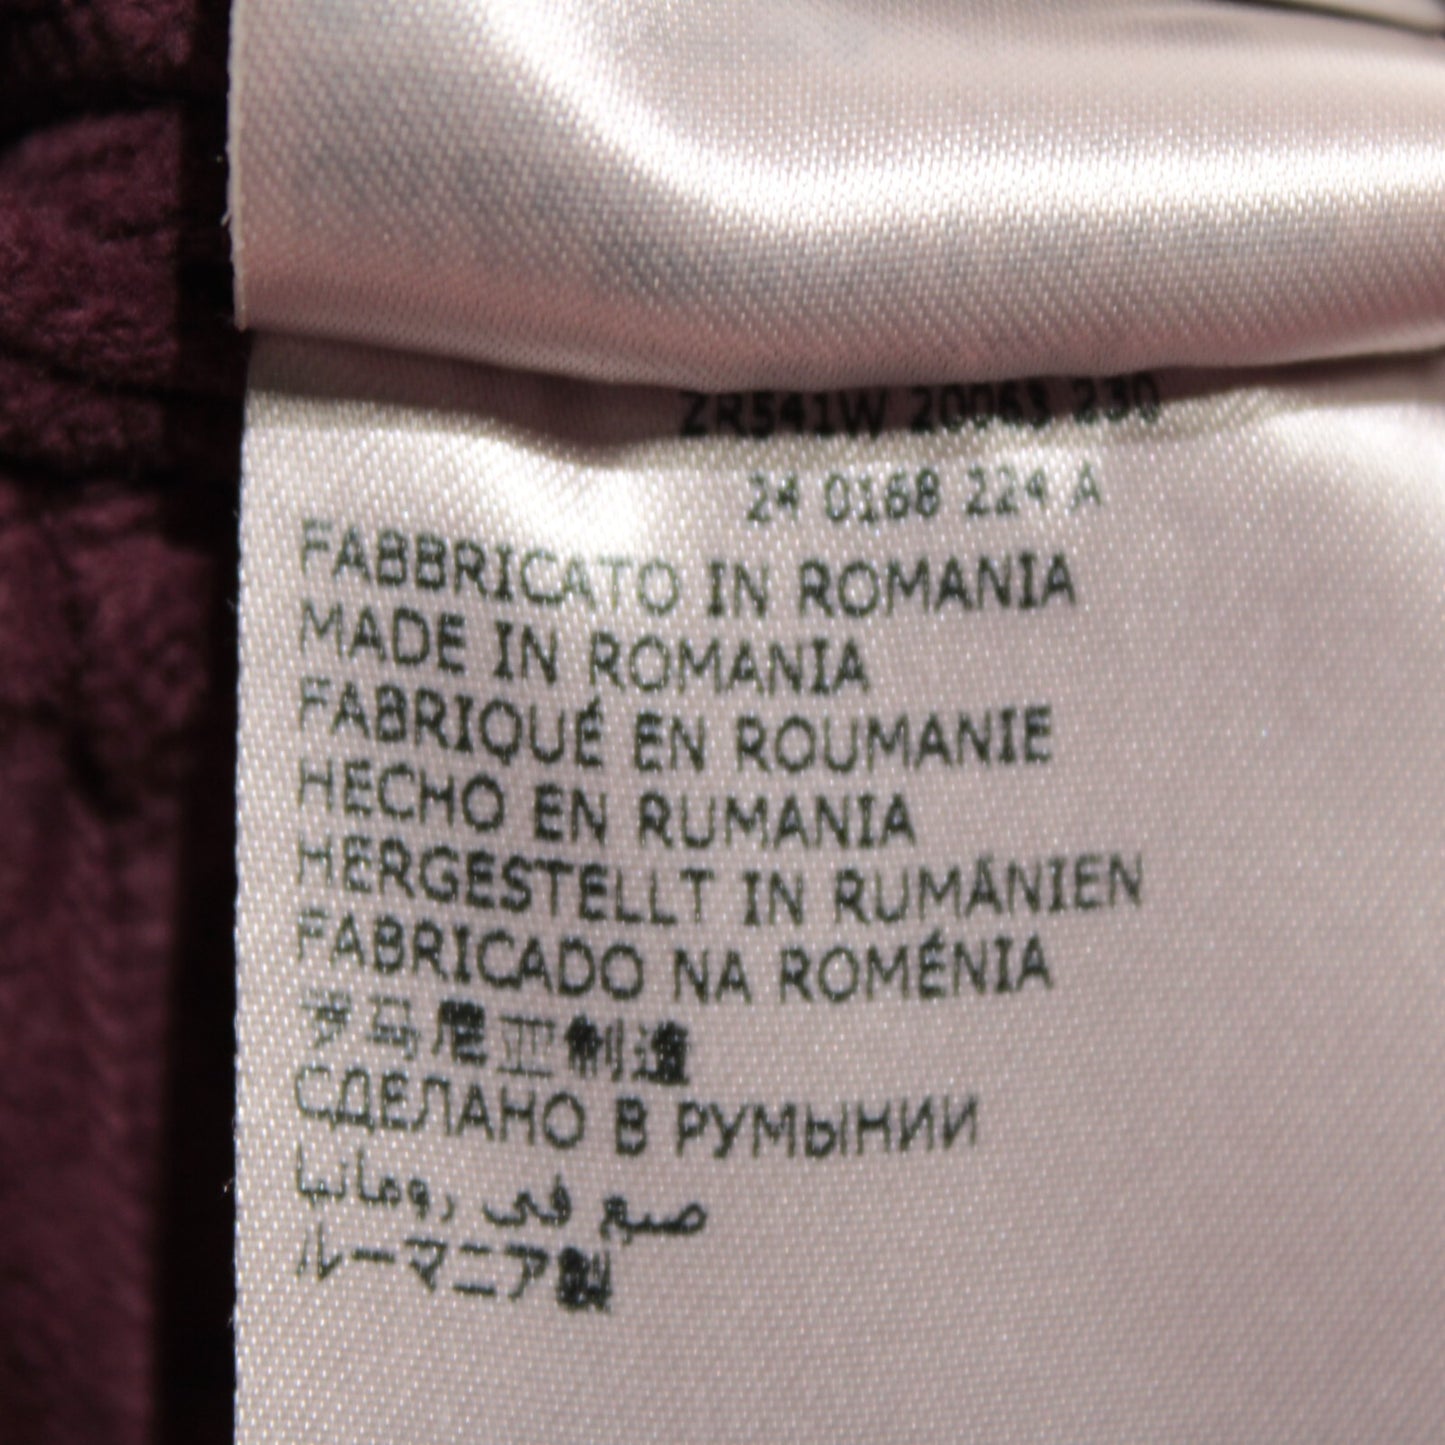 ZR541W 20063 230
24 0168 224 A
FABBRICATO IN ROMANIA
MADE IN ROMANIA
FABRIQUÉ EN ROUMANIE
HECHO EN RUMANIA
HERGESTELLT IN RUMÄNIEN
FABRICADO NA ROMÉNIA
罗马尼亚制造
СДЕЛАНО В РУМЫНИИ
صنع في رومانيا
ルーマニア製